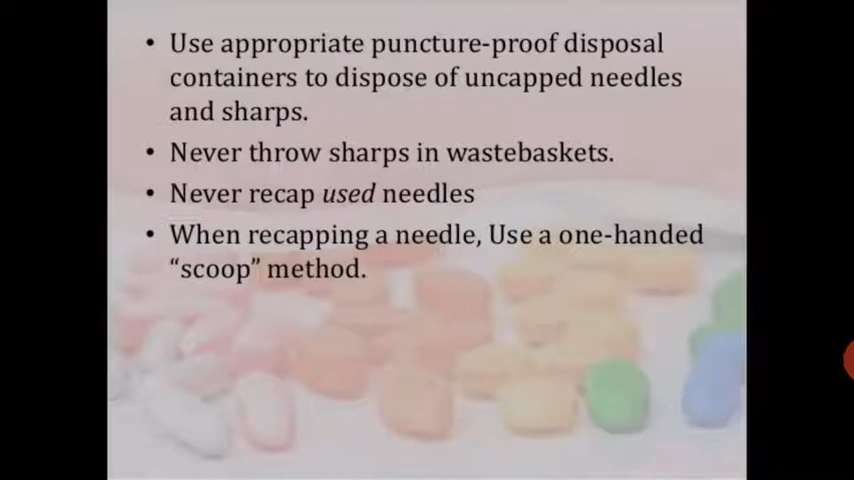 • Use appropriate puncture-proof disposal
containers to dispose of uncapped needles
and sharps.
• Never throw sharps in wastebaskets.
• Never recap used needles
• When recapping a needle, Use a one-handed
“scoop” method.